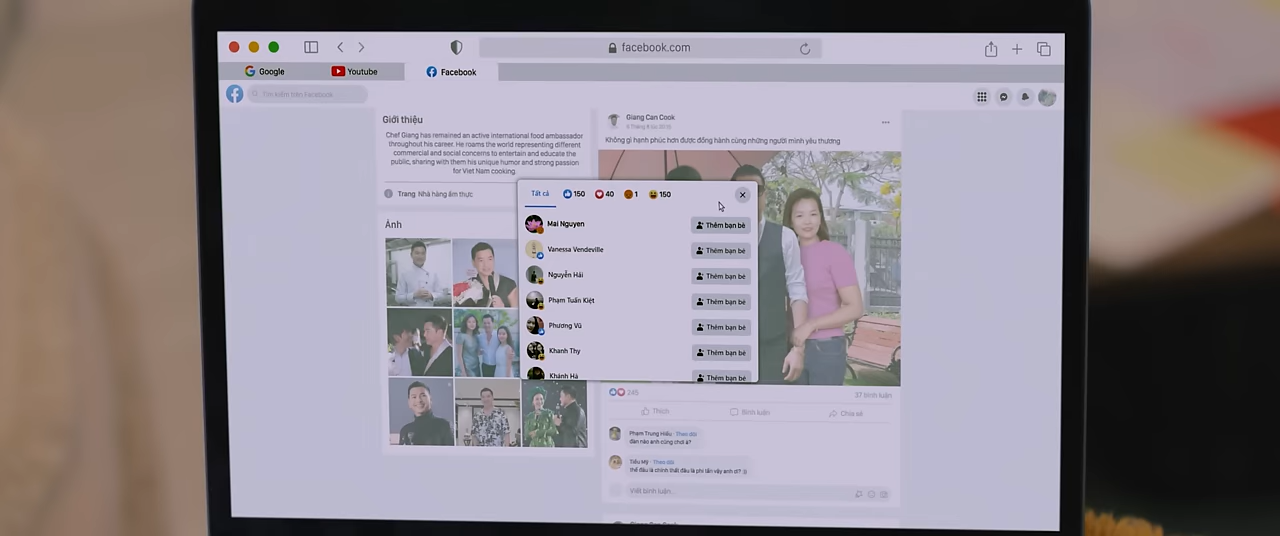 facebook.com
Google
Youtube
Facebook
Tìm kiếm trên Facebook
Giới thiệu
Chef Giang has remained an active international food ambassador
throughout his career. He roams the world representing different
commercial and social concerns to entertain and educate the
public, sharing with them his unique humor and strong passion
for Viet Nam cooking.
Trang Nhà hàng ẩm thực
Ảnh
Giang Can Cook
Không gì hạnh phúc hơn được đồng hành cùng những người mình yêu thương
Tất cả 150 40 1 150
Mai Nguyen Thêm bạn bè
Vanessa Vendeville Thêm bạn bè
Nguyễn Hải Thêm bạn bè
Phạm Tuấn Kiệt Thêm bạn bè
Phương Vũ Thêm bạn bè
Khanh Thy Thêm bạn bè
Khánh Hà Thêm bạn bè
245
37 bình luận
Thích
Bình luận
Chia sẻ
Phạm Trung Hiếu · Theo dõi
dàn nào anh cũng chơi à?
Tiểu Mỹ · Theo dõi
thế đâu là chính thất đâu là phi tần vậy anh ơi? :))
Viết bình luận...